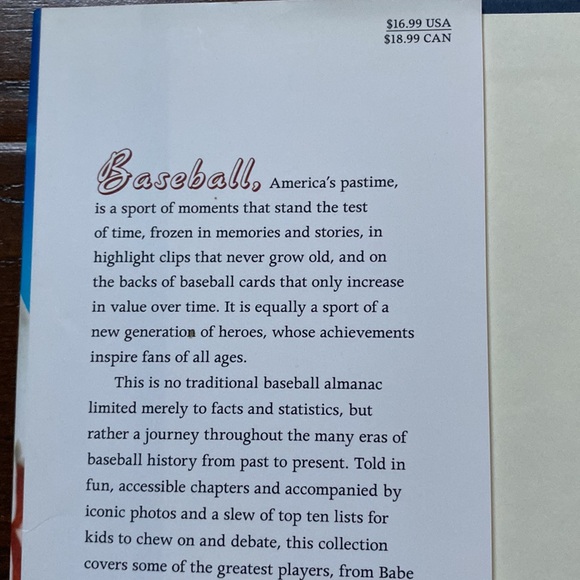 $16.99 USA
$18.99 CAN
Baseball, America's pastime,
is a sport of moments that stand the test
of time, frozen in memories and stories, in
highlight clips that never grow old, and on
the backs of baseball cards that only increase
in value over time. It is equally a sport of a
new generation of heroes, whose achievements
inspire fans of all ages.
This is no traditional baseball almanac
limited merely to facts and statistics, but
rather a journey throughout the many eras of
baseball history from past to present. Told in
fun, accessible chapters and accompanied by
iconic photos and a slew of top ten lists for
kids to chew on and debate, this collection
covers some of the greatest players, from Babe